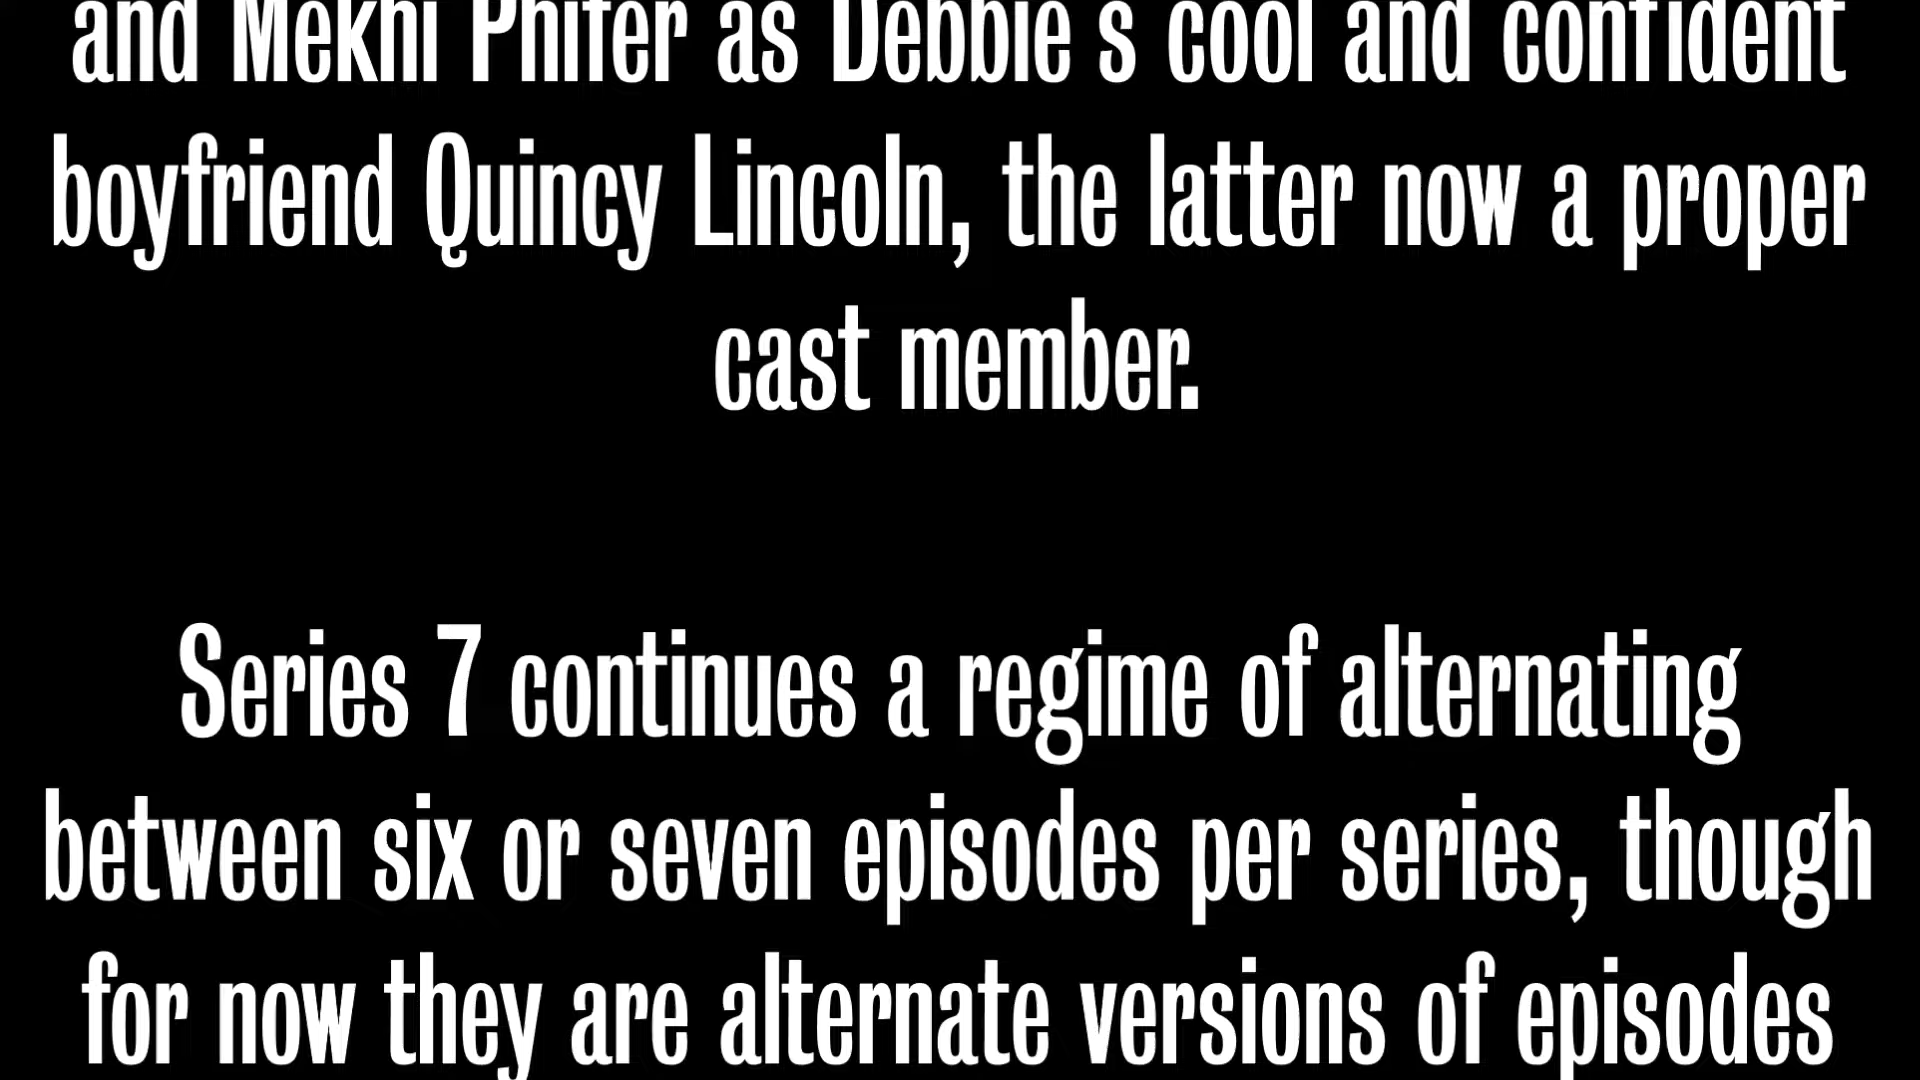 and Mekhi Phifer as Debbie s cool and confident
boyfriend Quincy Lincoln, the latter now a proper
cast member.
Series 7 continues a regime of alternating
between six or seven episodes per series, though
for now they are alternate versions of episodes